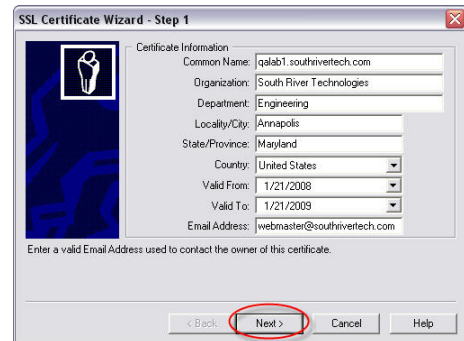 SSL Certificate Wizard - Step 1
Certificate Information
Common Name: qalab1.southrivertech.com
Organization: South River Technologies
Department: Engineering
Locality/City: Annapolis
State/Province: Maryland
Country: United States
Valid From: 1/21/2008
Valid To: 1/21/2009
Email Address: webmaster@southrivertech.com
Enter a valid Email Address used to contact the owner of this certificate.
< Back Next > Cancel Help